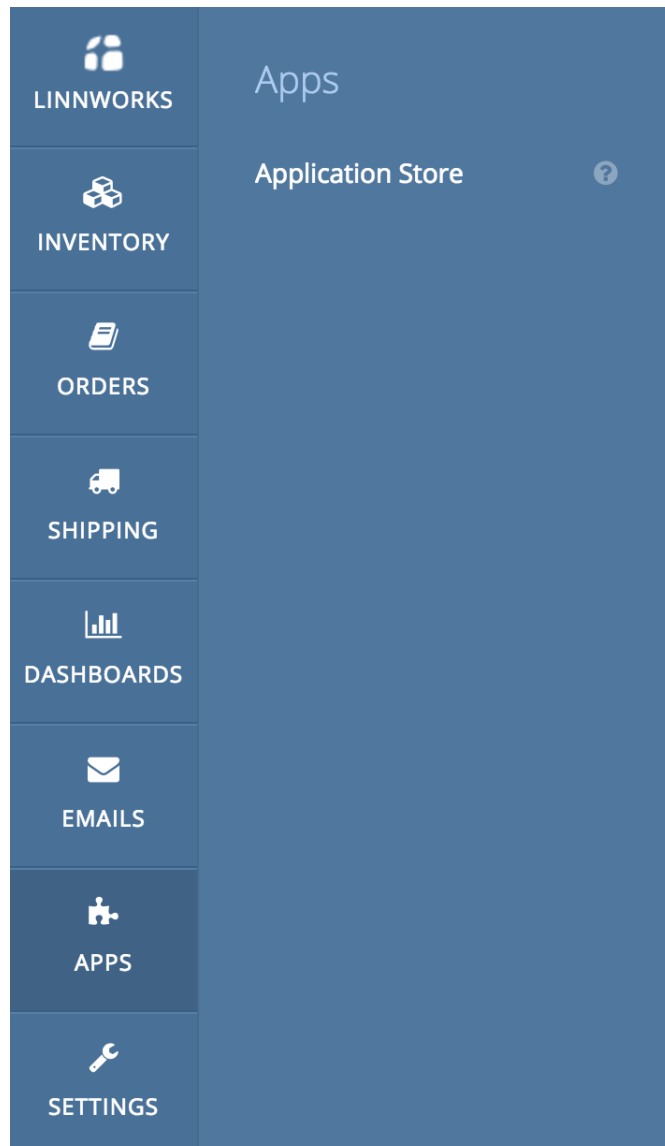 LINNWORKS
INVENTORY
ORDERS
SHIPPING
DASHBOARDS
EMAILS
APPS
SETTINGS
Apps
Application Store
?